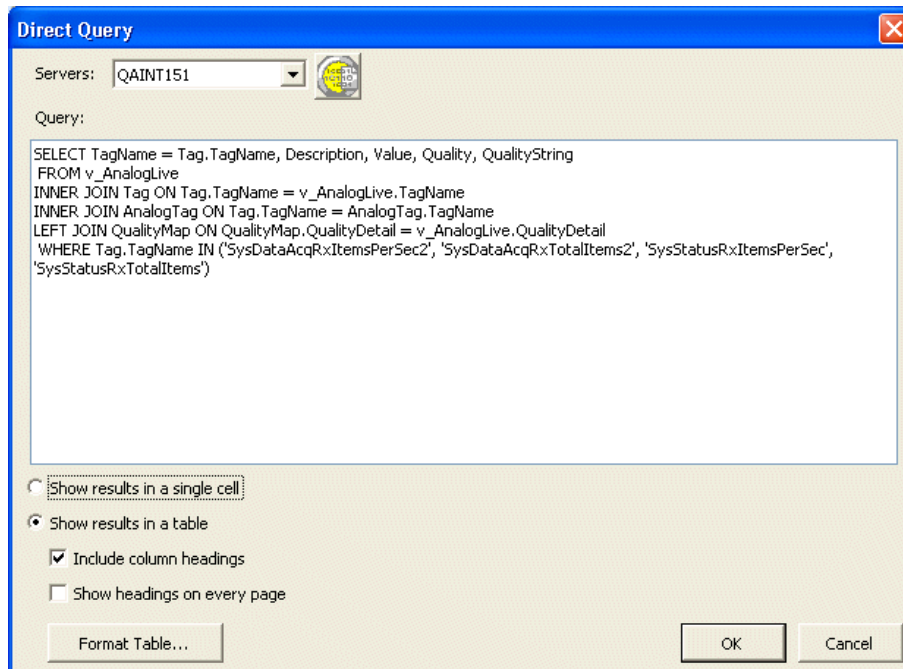 Direct Query
Servers: QAINT151
Query:
SELECT TagName = Tag.TagName, Description, Value, Quality, QualityString
FROM v_AnalogLive
INNER JOIN Tag ON Tag.TagName = v_AnalogLive.TagName
INNER JOIN AnalogTag ON Tag.TagName = AnalogTag.TagName
LEFT JOIN QualityMap ON QualityMap.QualityDetail = v_AnalogLive.QualityDetail
WHERE Tag.TagName IN ('SysDataAcqRxItemsPerSec2', 'SysDataAcqRxTotalItems2', 'SysStatusRxItemsPerSec',
'SysStatusRxTotalItems')
Show results in a single cell
Show results in a table
Include column headings
Show headings on every page
Format Table... OK Cancel